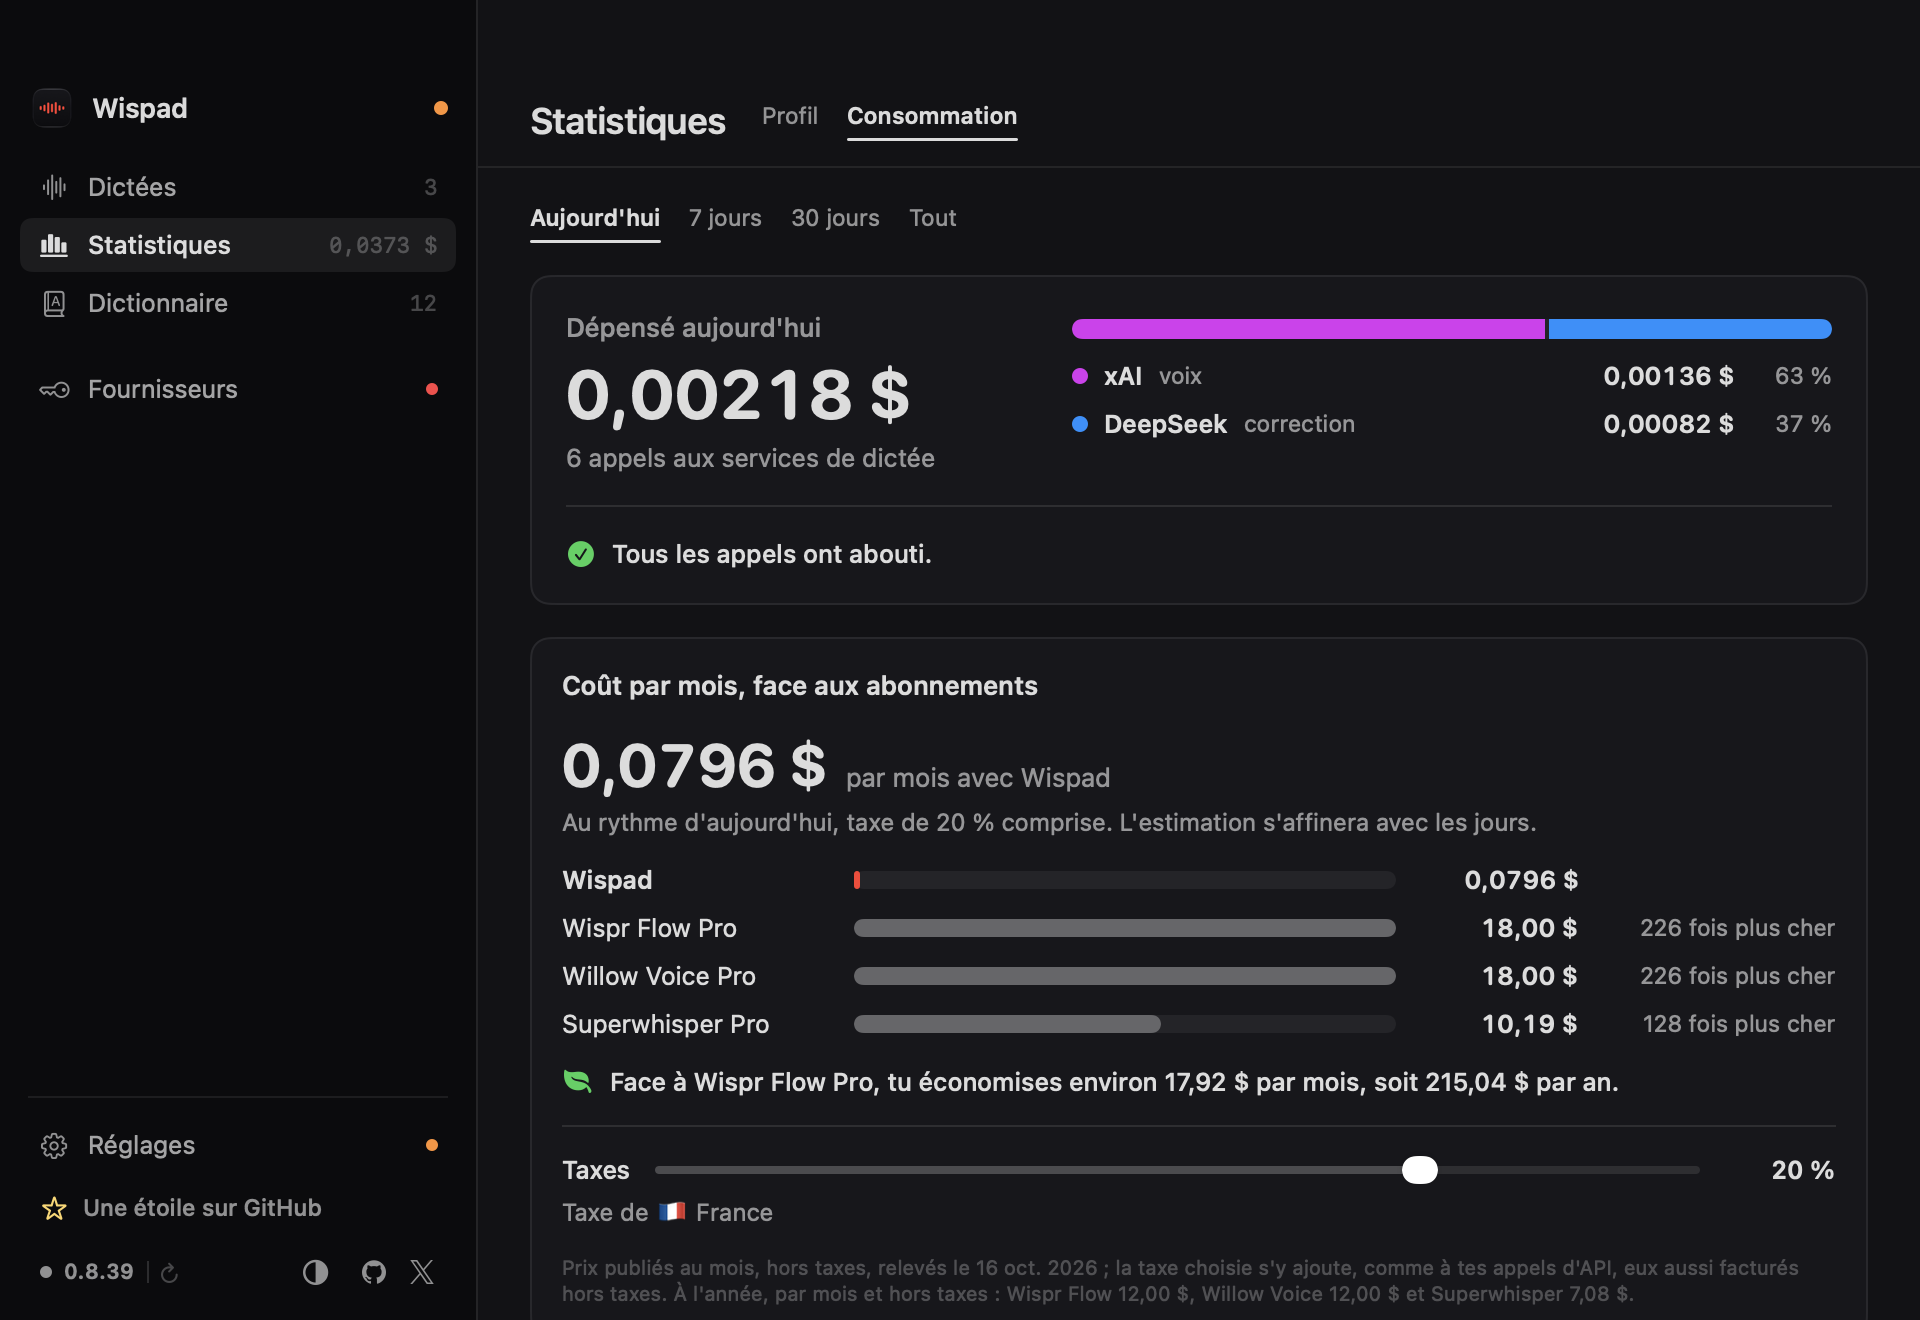 Wispad
Dictées 3
Statistiques 0,0373 $
Dictionnaire 12
Fournisseurs
Réglages
Une étoile sur GitHub
0.8.39
Statistiques Profil Consommation
Aujourd'hui 7 jours 30 jours Tout
Dépensé aujourd'hui
0,00218 $
6 appels aux services de dictée
xAI voix 0,00136 $ 63 %
DeepSeek correction 0,00082 $ 37 %
Tous les appels ont abouti.
Coût par mois, face aux abonnements
0,0796 $ par mois avec Wispad
Au rythme d'aujourd'hui, taxe de 20 % comprise. L'estimation s'affinera avec les jours.
Wispad 0,0796 $
Wispr Flow Pro 18,00 $ 226 fois plus cher
Willow Voice Pro 18,00 $ 226 fois plus cher
Superwhisper Pro 10,19 $ 128 fois plus cher
Face à Wispr Flow Pro, tu économises environ 17,92 $ par mois, soit 215,04 $ par an.
Taxes 20 %
Taxe de 🇫🇷 France
Prix publiés au mois, hors taxes, relevés le 16 oct. 2026 ; la taxe choisie s'y ajoute, comme à tes appels d'API, eux aussi facturés
hors taxes. À l'année, par mois et hors taxes : Wispr Flow 12,00 $, Willow Voice 12,00 $ et Superwhisper 7,08 $.